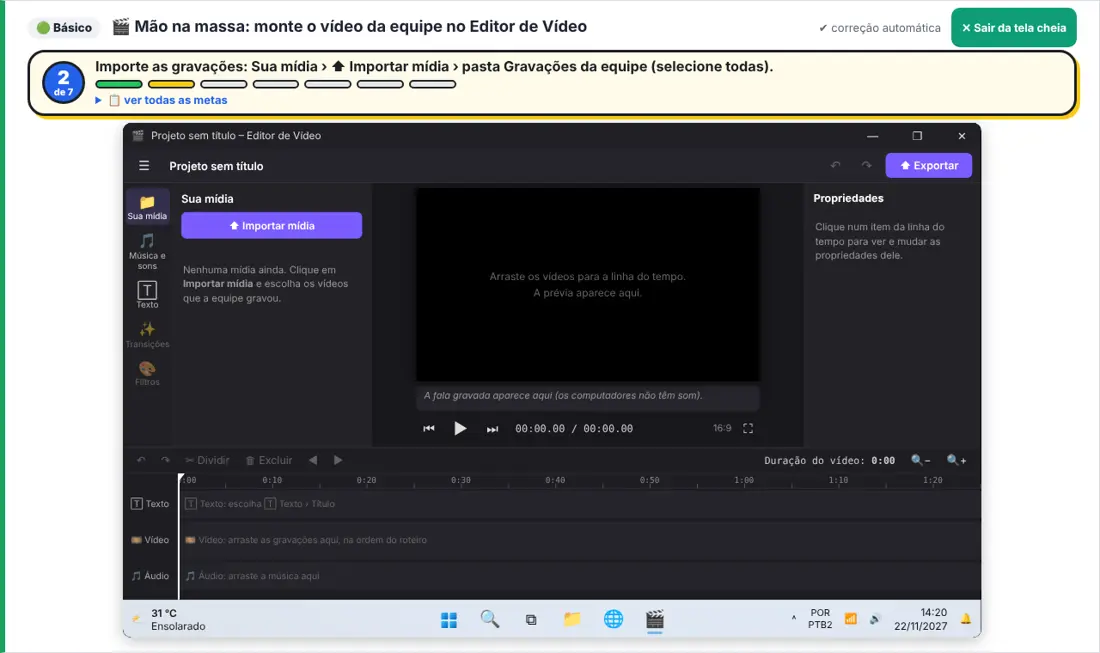 Básico
Mão na massa: monte o vídeo da equipe no Editor de Vídeo
✔ correção automática
✕ Sair da tela cheia
2
de 7
Importe as gravações: Sua mídia › ⬆ Importar mídia › pasta Gravações da equipe (selecione todas).
▶ 📋 ver todas as metas
Projeto sem título – Editor de Vídeo
Projeto sem título
⬆ Exportar
Sua mídia
Música e
sons
T
Texto
Transições
Filtros
Sua mídia
⬆ Importar mídia
Nenhuma mídia ainda. Clique em
Importar mídia e escolha os vídeos
que a equipe gravou.
Arraste os vídeos para a linha do tempo.
A prévia aparece aqui.
A fala gravada aparece aqui (os computadores não têm som).
00:00.00 / 00:00.00
16:9
Propriedades
Clique num item da linha do
tempo para ver e mudar as
propriedades dele.
✂ Dividir
Excluir
Duração do vídeo: 0:00
:00 0:10 0:20 0:30 0:40 0:50 1:00 1:10 1:20
T Texto
T Texto: escolha T Texto › Título
Vídeo
Vídeo: arraste as gravações aqui, na ordem do roteiro
Áudio
Áudio: arraste a música aqui
31 °C
Ensolarado
POR
PTB2
14:20
22/11/2027